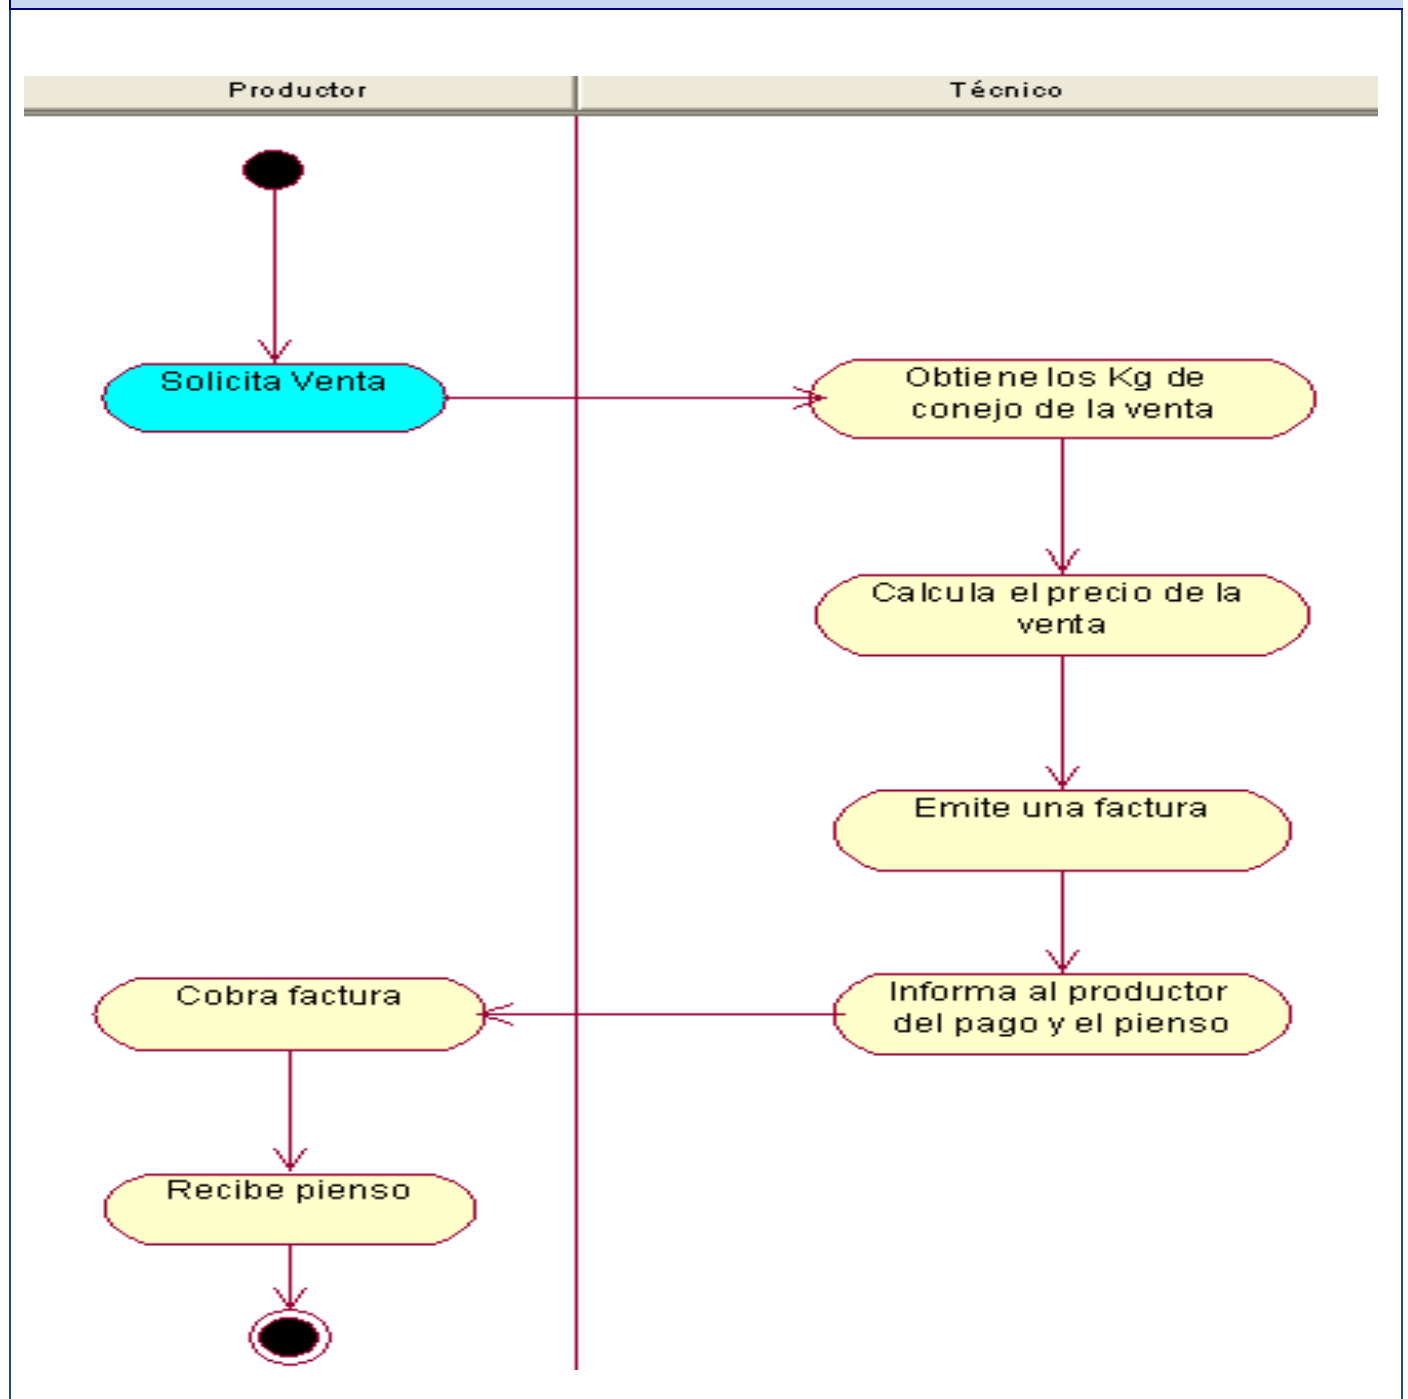 Productor
Técnico
Solicita Venta
Obtiene los Kg de
conejo de la venta
Calcula el precio de la
venta
Emite una factura
Informa al productor
del pago y el pienso
Cobra factura
Recibe pienso